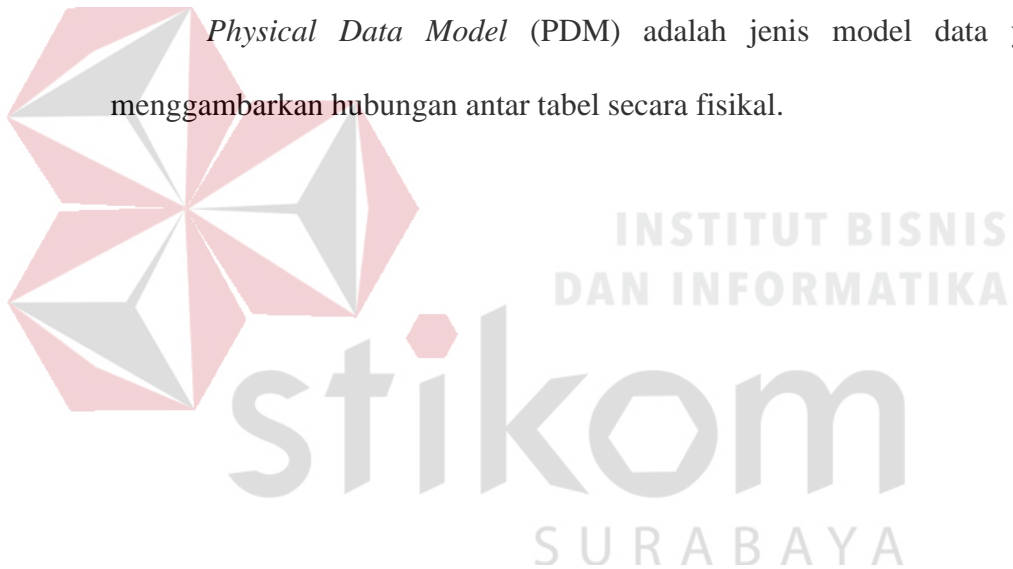 Physical Data Model (PDM) adalah jenis model data
menggambarkan hubungan antar tabel secara fisikal.
INSTITUT BISNIS
DAN INFORMATIKA
stikom
SURABAYA